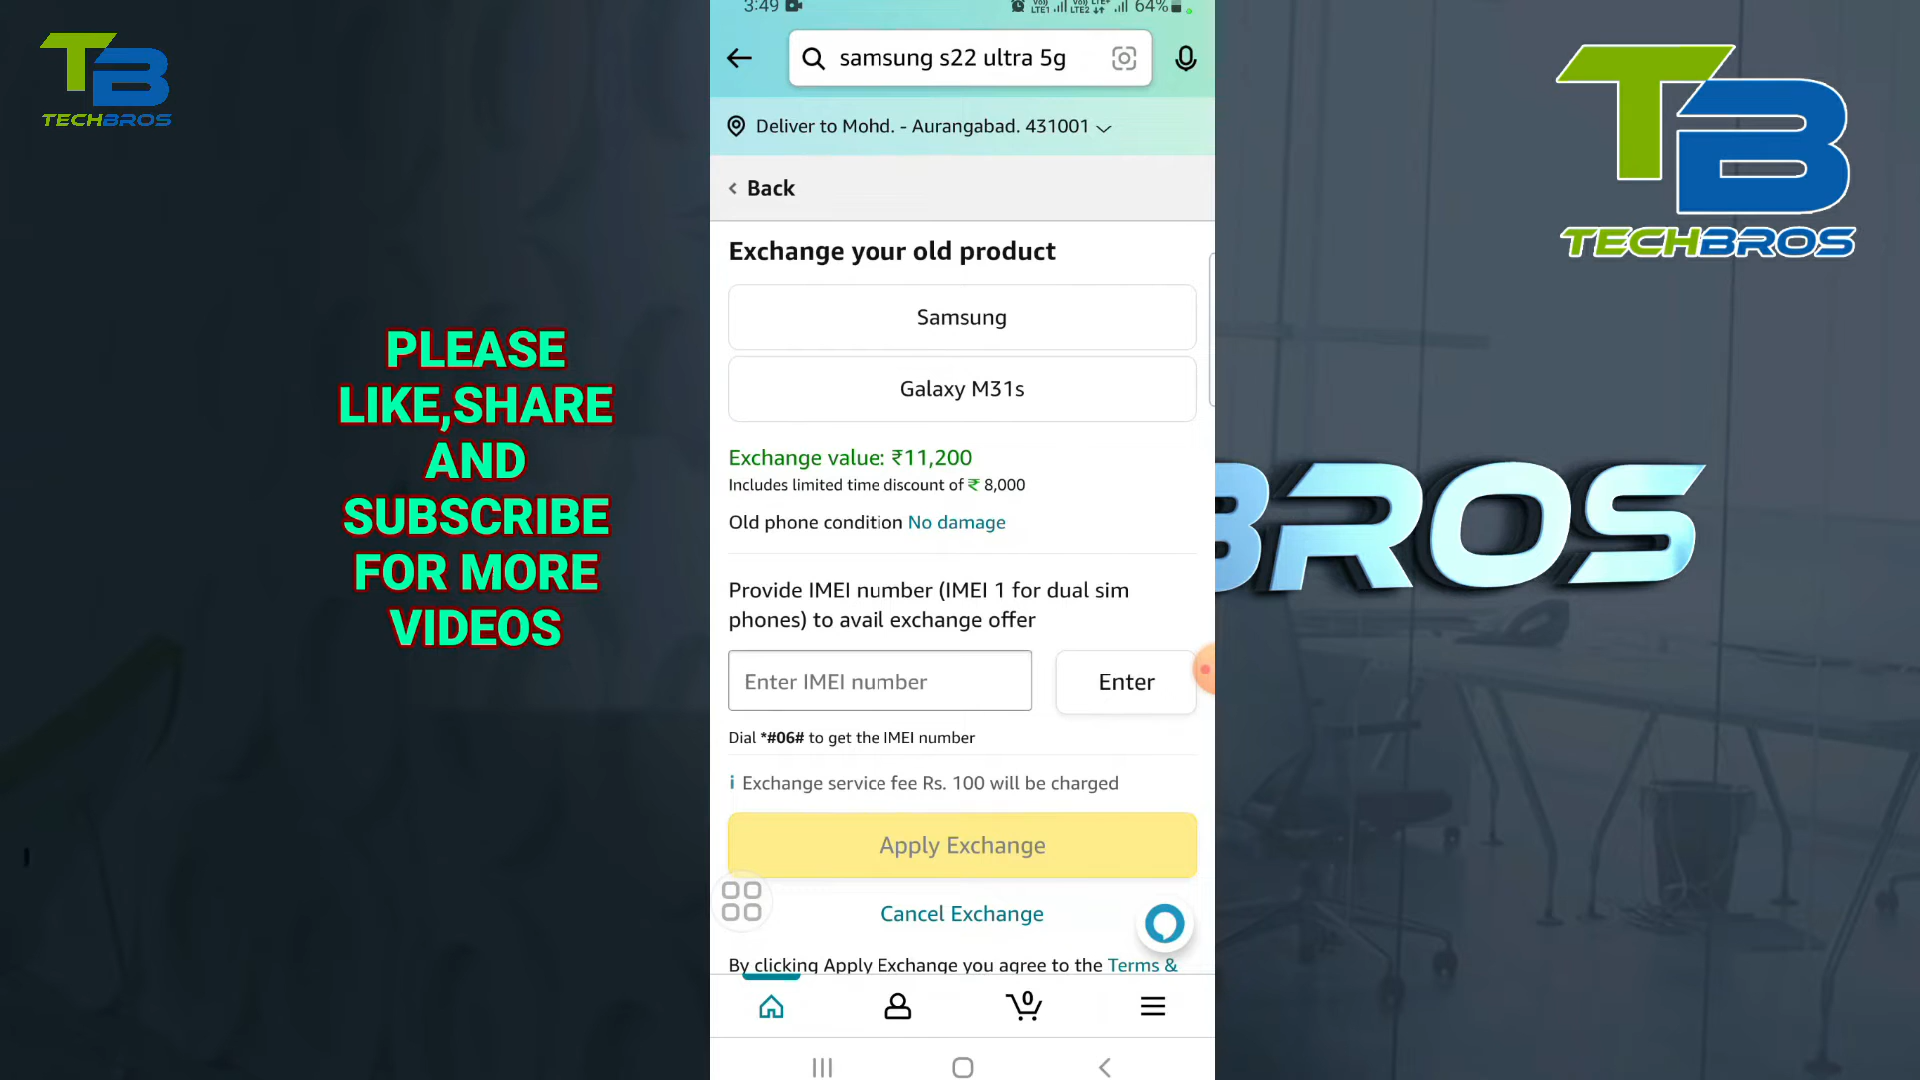 TB
TECHBROS
PLEASE
LIKE,SHARE
AND
SUBSCRIBE
FOR MORE
VIDEOS
3:49
64%
samsung s22 ultra 5g
Deliver to Mohd. - Aurangabad. 431001
Back
Exchange your old product
Samsung
Galaxy M31s
Exchange value: ₹11,200
Includes limited time discount of ₹ 8,000
Old phone condition No damage
Provide IMEI number (IMEI 1 for dual sim
phones) to avail exchange offer
Enter IMEI number
Enter
Dial *#06# to get the IMEI number
i Exchange service fee Rs. 100 will be charged
Apply Exchange
Cancel Exchange
By clicking Apply Exchange you agree to the Terms &
0
TB
TECHBROS
BROS